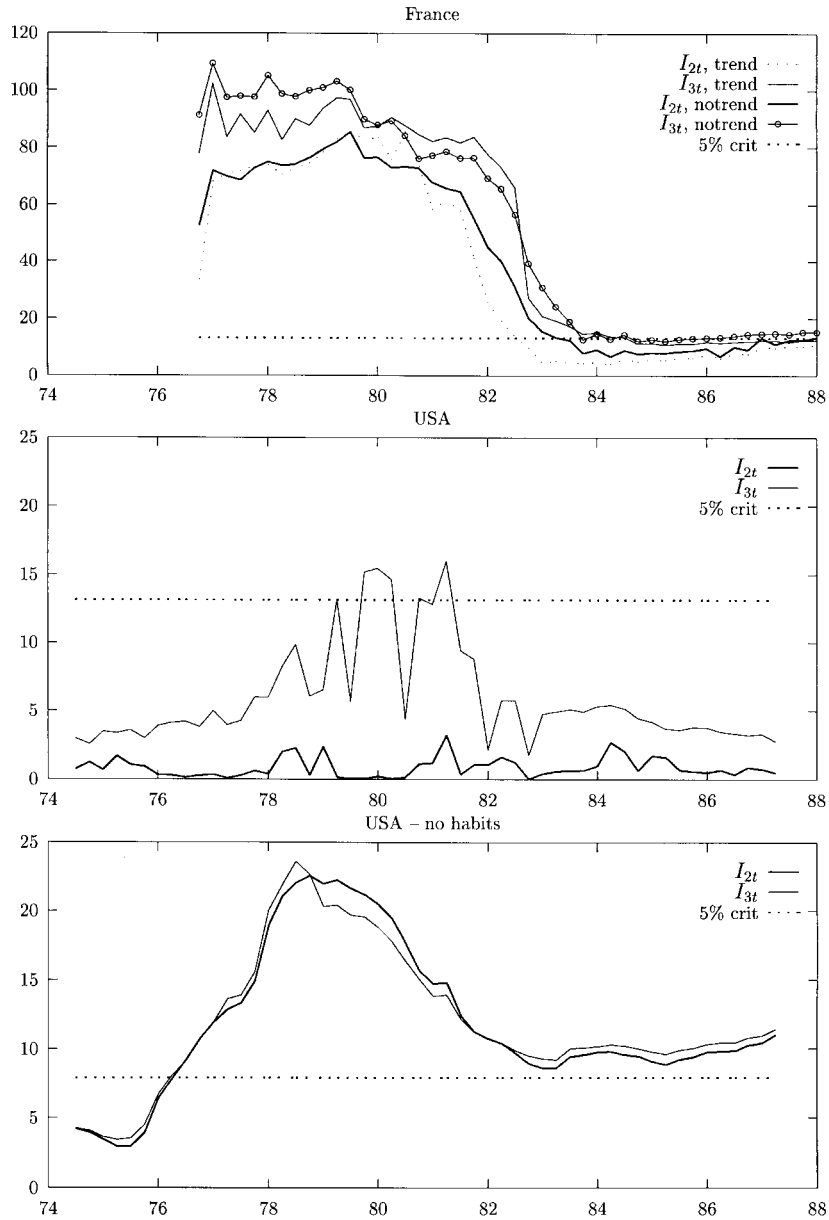 France
120
100
80
60
40
20
0
I2t, trend
I3t, trend
I2t, notrend
I3t, notrend
5% crit
74 76 78 80 82 84 86 88
USA
25
20
15
10
5
0
I2t
I3t
5% crit
74 76 78 80 82 84 86 88
USA – no habits
25
20
15
10
5
0
I2t
I3t
5% crit
74 76 78 80 82 84 86 88